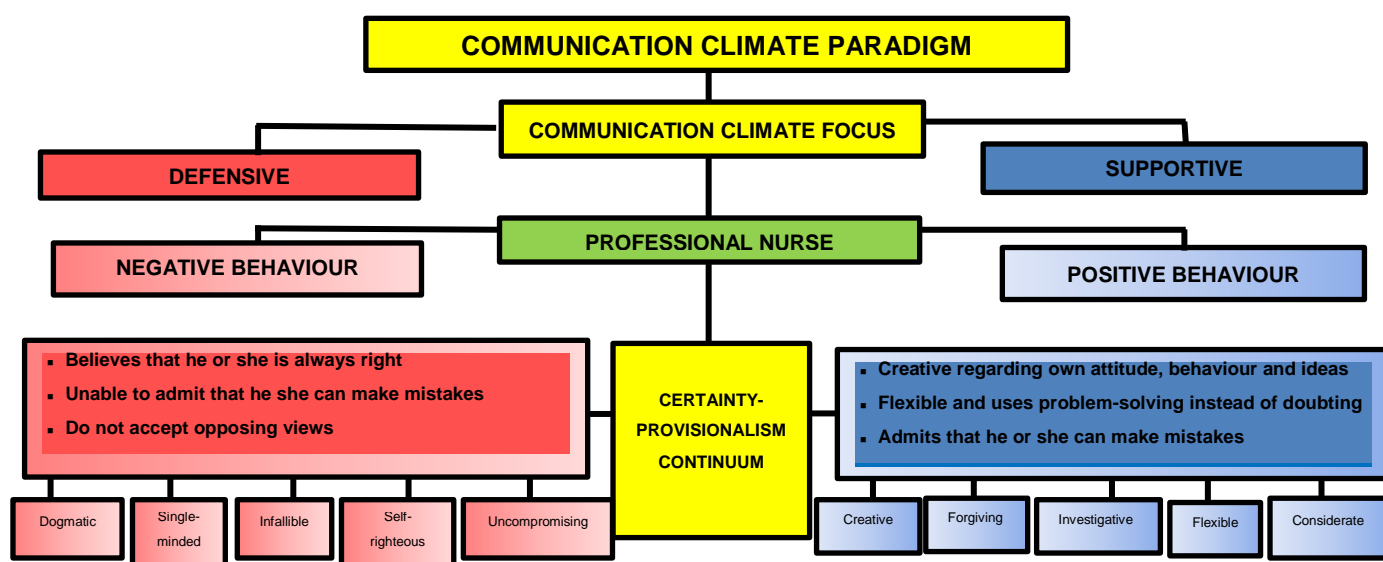 COMMUNICATION CLIMATE PARADIGM
COMMUNICATION CLIMATE FOCUS
DEFENSIVE
SUPPORTIVE
PROFESSIONAL NURSE
NEGATIVE BEHAVIOUR
POSITIVE BEHAVIOUR
▪ Believes that he or she is always right
▪ Unable to admit that he she can make mistakes
▪ Do not accept opposing views
CERTAINTY-
PROVISIONALISM
CONTINUUM
▪ Creative regarding own attitude, behaviour and ideas
▪ Flexible and uses problem-solving instead of doubting
▪ Admits that he or she can make mistakes
Dogmatic
Single-
minded
Infallible
Self-
righteous
Uncompromising
Creative
Forgiving
Investigative
Flexible
Considerate